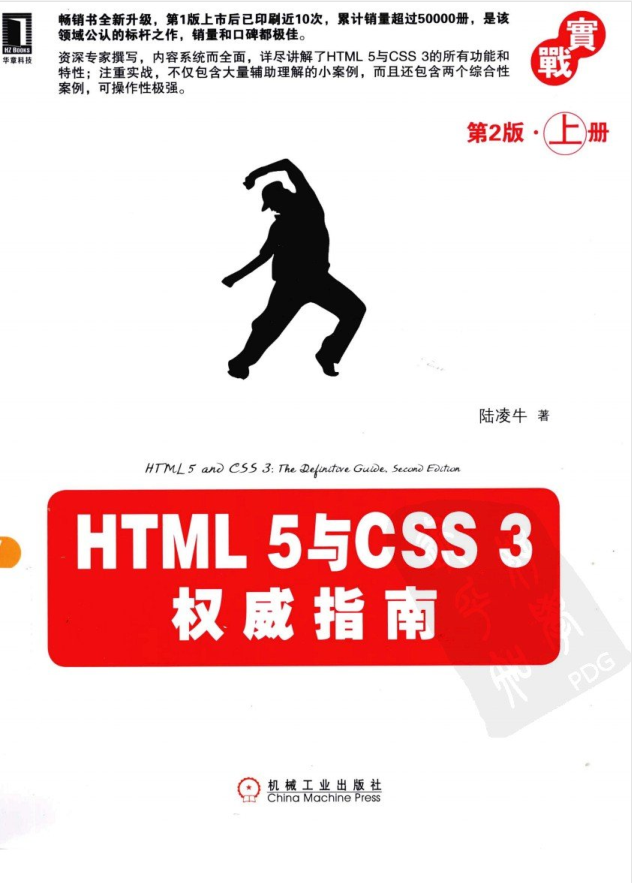 HZ Books
华章科技
畅销书全新升级，第1版上市后已印刷近10次，累计销量超过50000册，是该
领域公认的标杆之作，销量和口碑都极佳。
资深专家撰写，内容系统而全面，详尽讲解了HTML 5与CSS 3的所有功能和
特性；注重实战，不仅包含大量辅助理解的小案例，而且还包含两个综合性
案例，可操作性极强。
實
戰
第2版·上册
陆凌牛 著
HTML 5 and CSS 3: The Definitive Guide, Second Edition
HTML 5与CSS 3
权威指南
PDG
机械工业出版社
China Machine Press